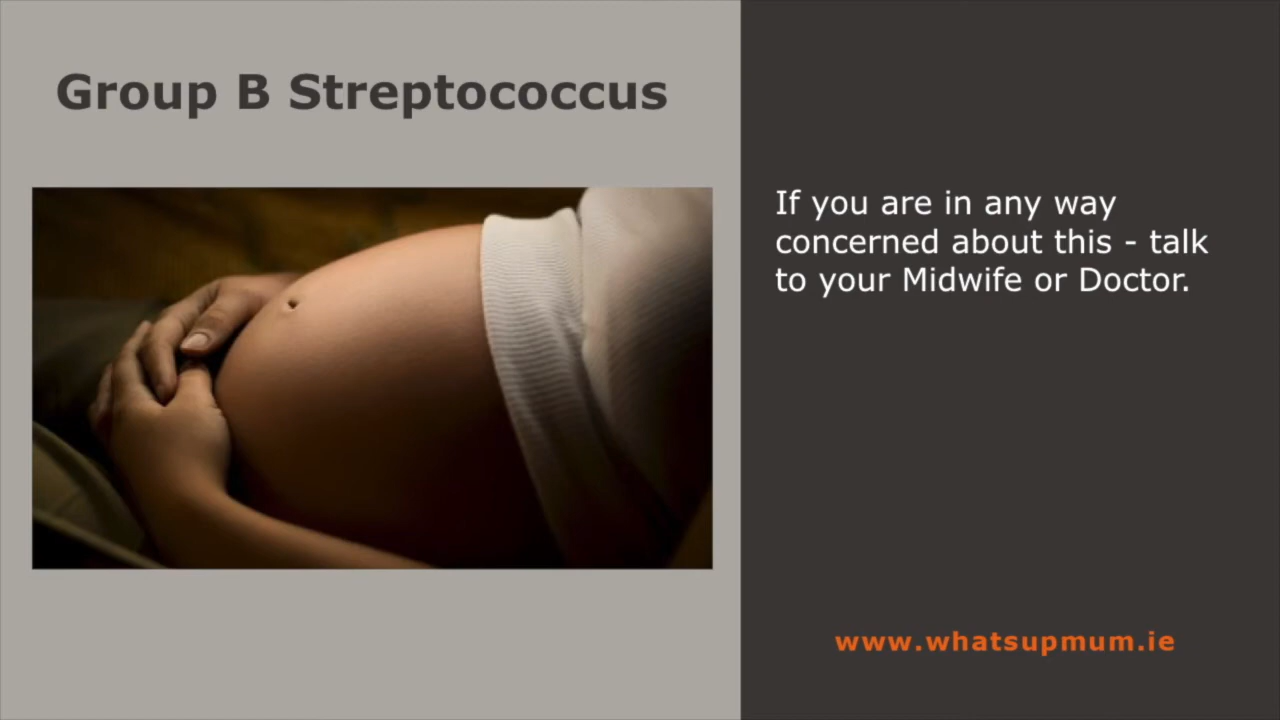 Group B Streptococcus
If you are in any way
concerned about this - talk
to your Midwife or Doctor.
www.whatsupmum.ie